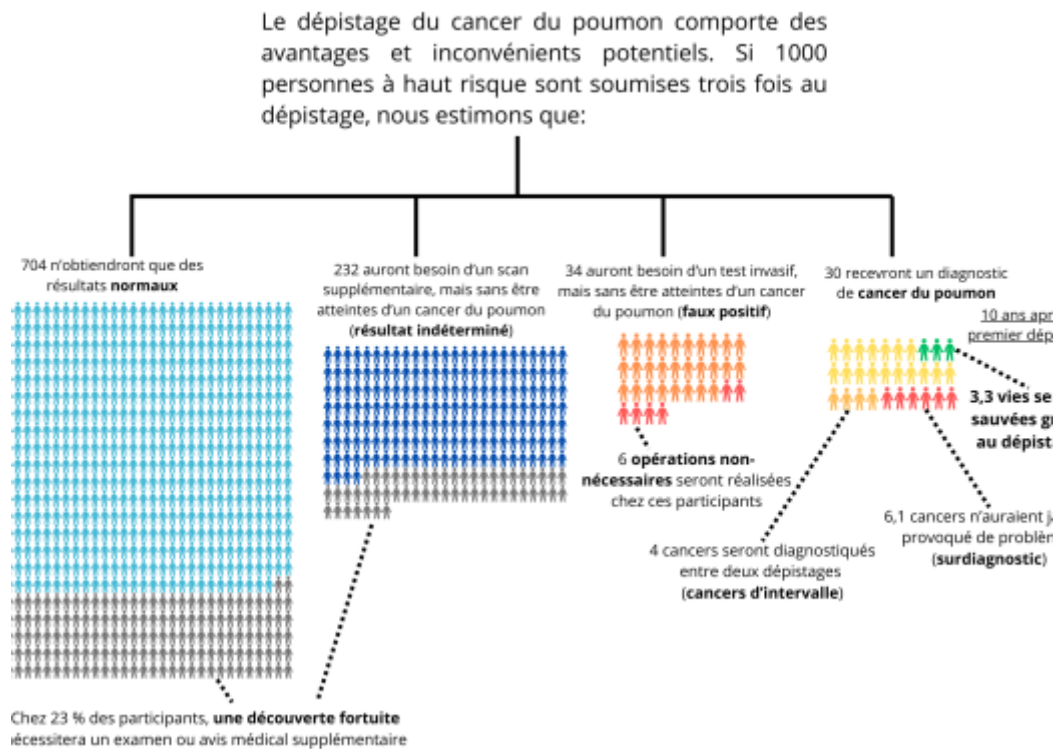 Le dépistage du cancer du poumon comporte des
avantages et inconvénients potentiels. Si 1000
personnes à haut risque sont soumises trois fois au
dépistage, nous estimons que:
704 n'obtiendront que des
résultats normaux
232 auront besoin d'un scan
supplémentaire, mais sans être
atteintes d'un cancer du poumon
(résultat indéterminé)
34 auront besoin d'un test invasif,
mais sans être atteintes d'un cancer
du poumon (faux positif)
30 recevront un diagnostic
de cancer du poumon
10 ans apr
premier dép
3,3 vies se
sauvées g
au dépist
6 opérations non-
nécessaires seront réalisées
chez ces participants
4 cancers seront diagnostiqués
entre deux dépistages
(cancers d'intervalle)
6,1 cancers n'auraient j
provoqué de problèm
(surdiagnostic)
Chez 23 % des participants, une découverte fortuite
nécessitera un examen ou avis médical supplémentaire